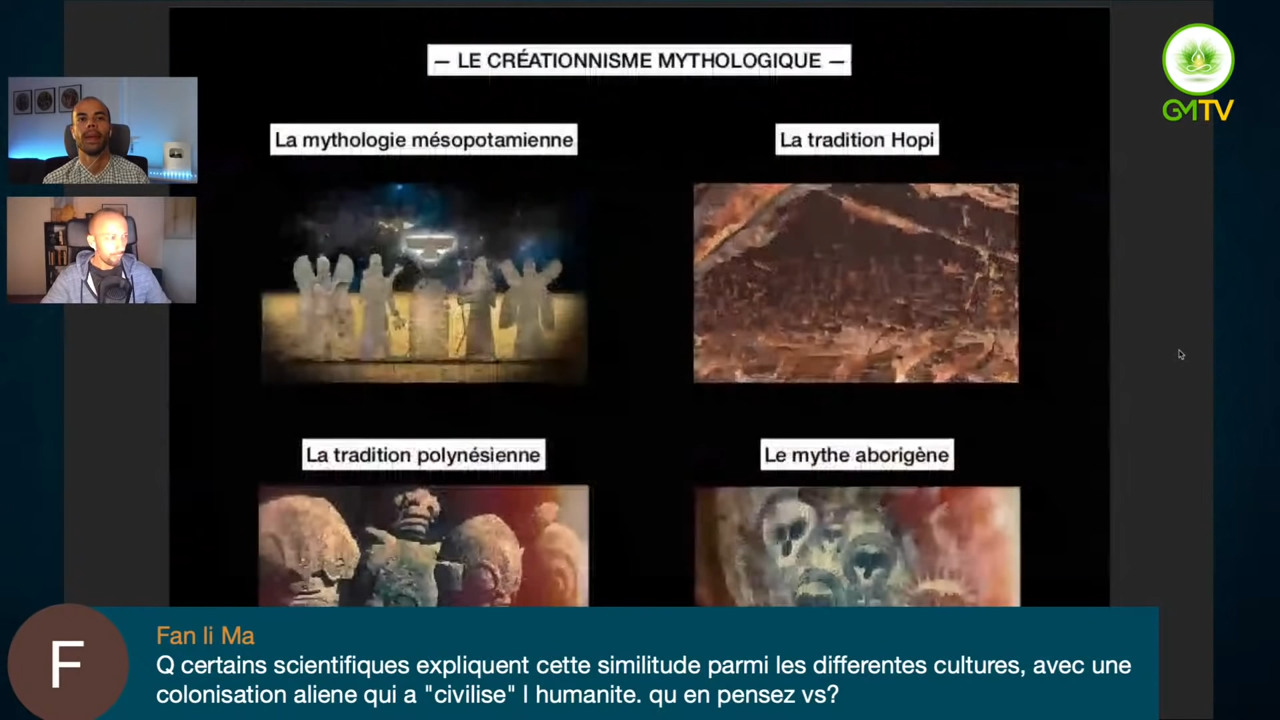 — LE CRÉATIONNISME MYTHOLOGIQUE —
GMTV
La mythologie mésopotamienne
La tradition Hopi
La tradition polynésienne
Le mythe aborigène
F
Fan li Ma
Q certains scientifiques expliquent cette similitude parmi les differentes cultures, avec une
colonisation aliene qui a "civilise" l humanite. qu en pensez vs?